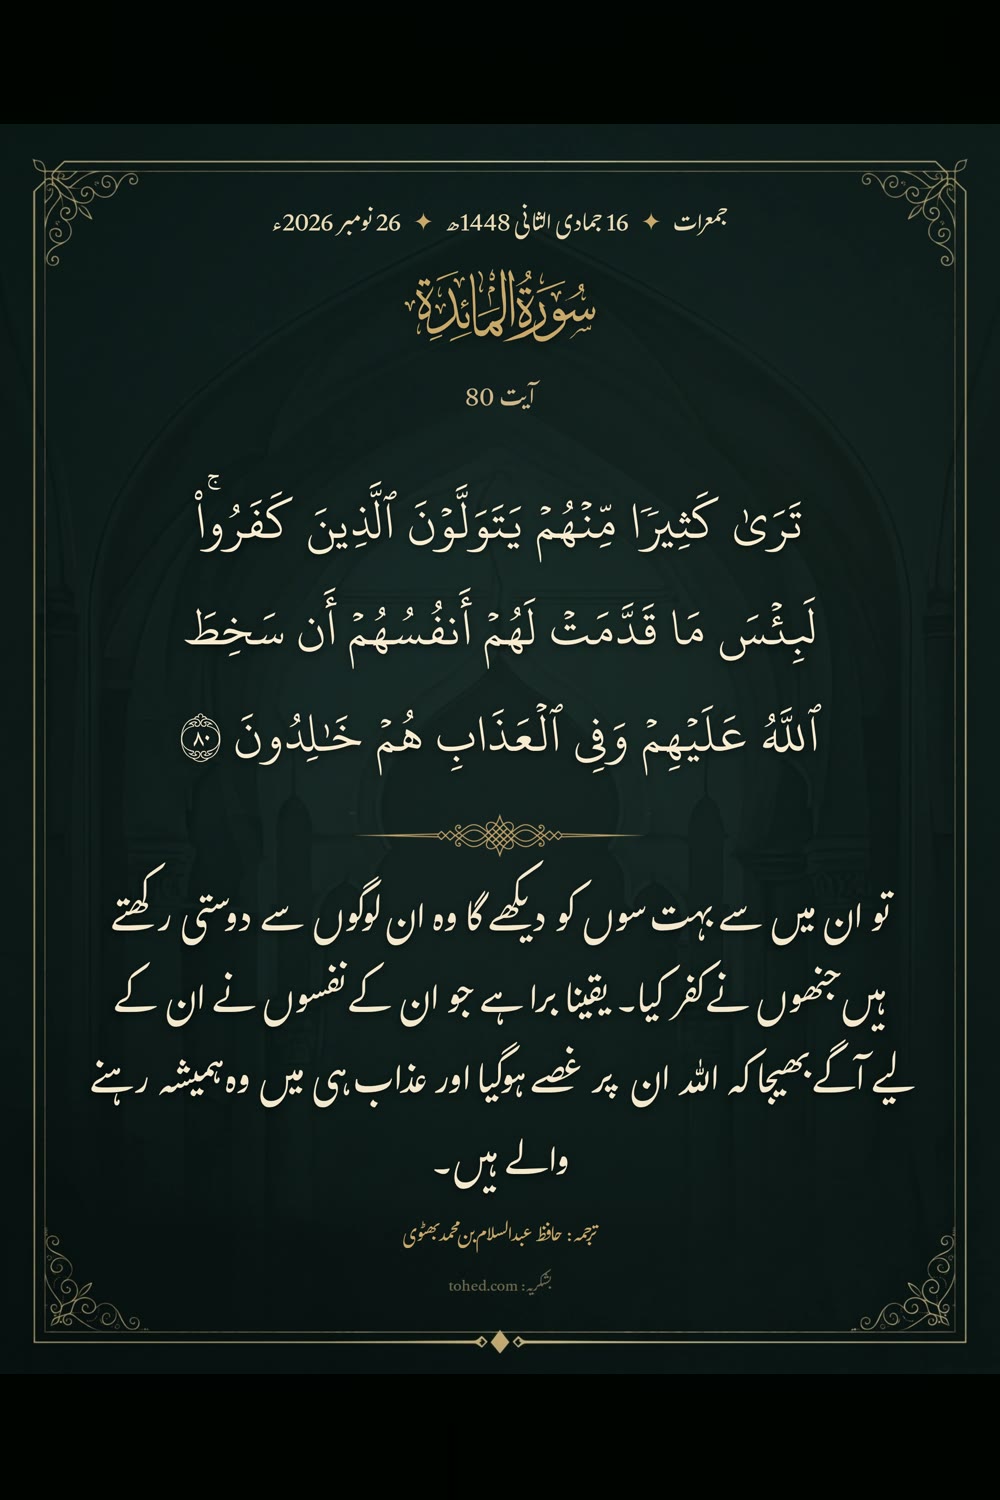 جمعرات ✦ 16 جمادی الثانی 1448ھ ✦ 26 نومبر 2026ء
سُورَةُ الْمَائِدَةِ
آیت 80
تَرَىٰ كَثِيرٗا مِّنۡهُمۡ يَتَوَلَّوۡنَ ٱلَّذِينَ كَفَرُواْۚ
لَبِئۡسَ مَا قَدَّمَتۡ لَهُمۡ أَنفُسُهُمۡ أَن سَخِطَ
ٱللَّهُ عَلَيۡهِمۡ وَفِي ٱلۡعَذَابِ هُمۡ خَٰلِدُونَ ٨٠
تو ان میں سے بہت سوں کو دیکھے گا وہ ان لوگوں سے دوستی رکھتے
ہیں جنھوں نے کفر کیا۔ یقینا برا ہے جو ان کے نفسوں نے ان کے
لیے آگے بھیجا کہ اللہ ان پر غصے ہوگیا اور عذاب ہی میں وہ ہمیشہ رہنے
والے ہیں۔
ترجمہ: حافظ عبدالسلام بن محمد بھٹوی
بشکریہ: tohed.com